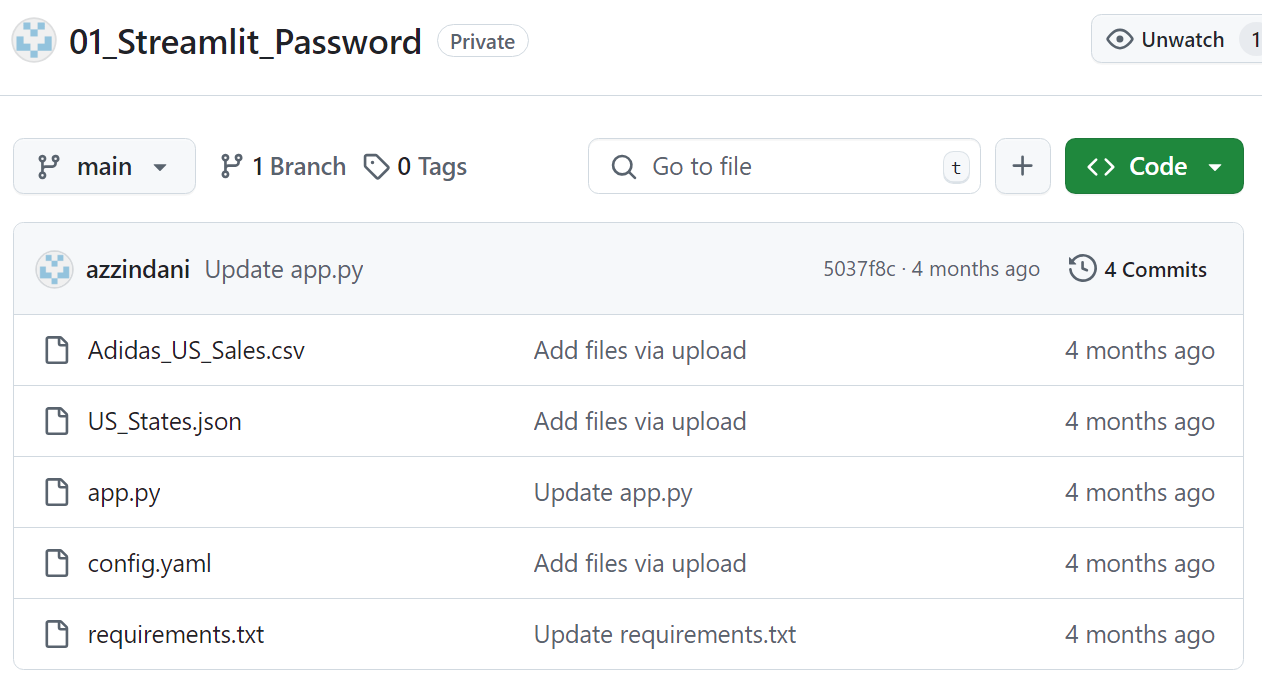 01_Streamlit_Password Private Unwatch 1
main 1 Branch 0 Tags Go to file t + Code
azzindani Update app.py 5037f8c · 4 months ago 4 Commits
Adidas_US_Sales.csv Add files via upload 4 months ago
US_States.json Add files via upload 4 months ago
app.py Update app.py 4 months ago
config.yaml Add files via upload 4 months ago
requirements.txt Update requirements.txt 4 months ago